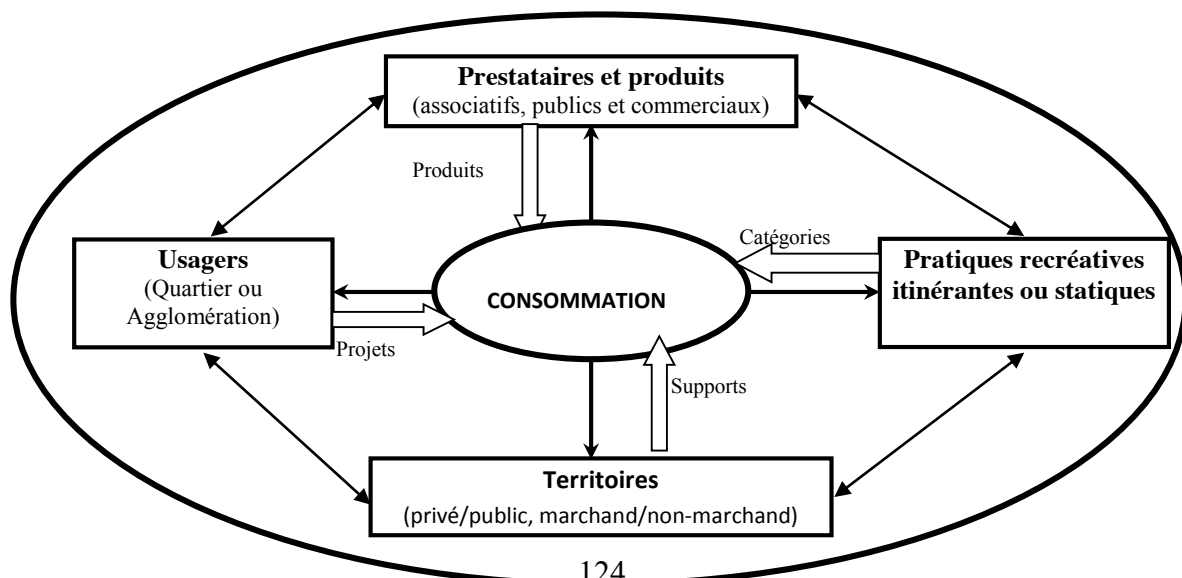 Prestataires et produits
(associatifs, publics et commerciaux)
Produits
Catégories
Usagers
(Quartier ou
Agglomération)
CONSOMMATION
Pratiques recréatives
itinérantes ou statiques
Projets
Supports
Territoires
(privé/public, marchand/non-marchand)
124